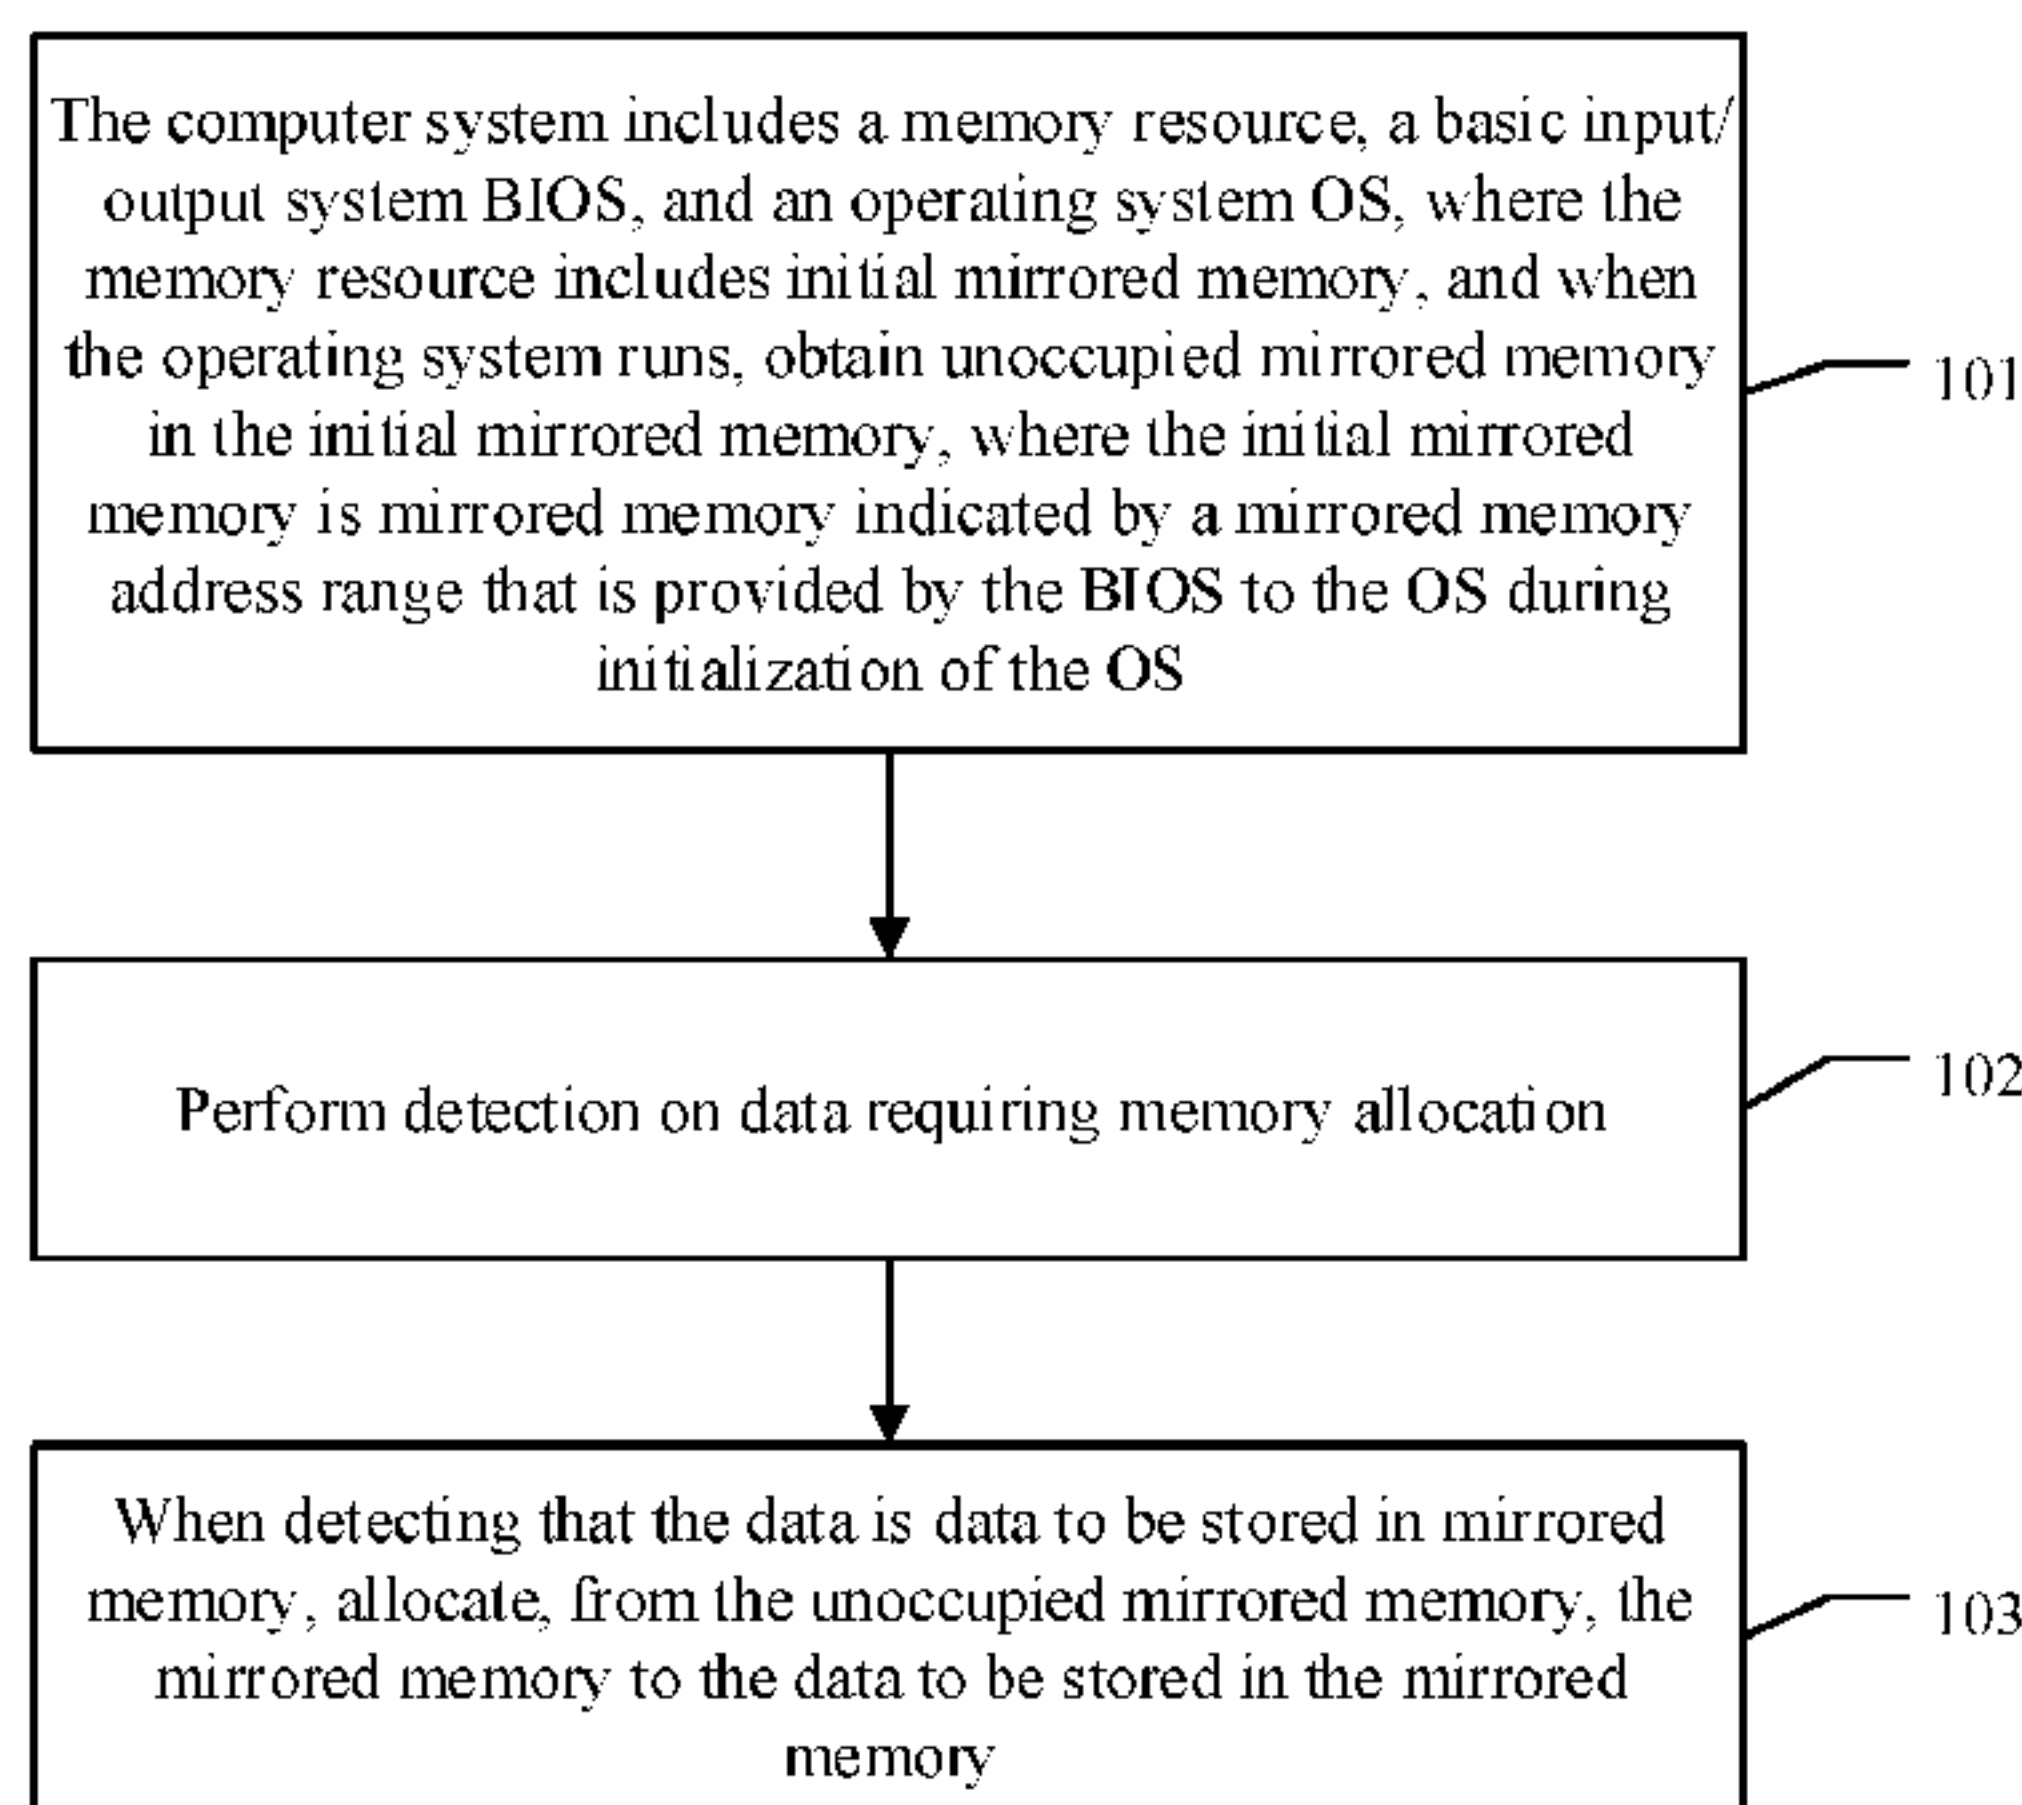 The computer system includes a memory resource, a basic input/
output system BIOS, and an operating system OS, where the
memory resource includes initial mirrored memory, and when
the operating system runs, obtain unoccupied mirrored memory
in the initial mirrored memory, where the initial mirrored
memory is mirrored memory indicated by a mirrored memory
address range that is provided by the BIOS to the OS during
initialization of the OS
101
Perform detection on data requiring memory allocation
102
When detecting that the data is data to be stored in mirrored
memory, allocate, from the unoccupied mirrored memory, the
mirrored memory to the data to be stored in the mirrored
memory
103